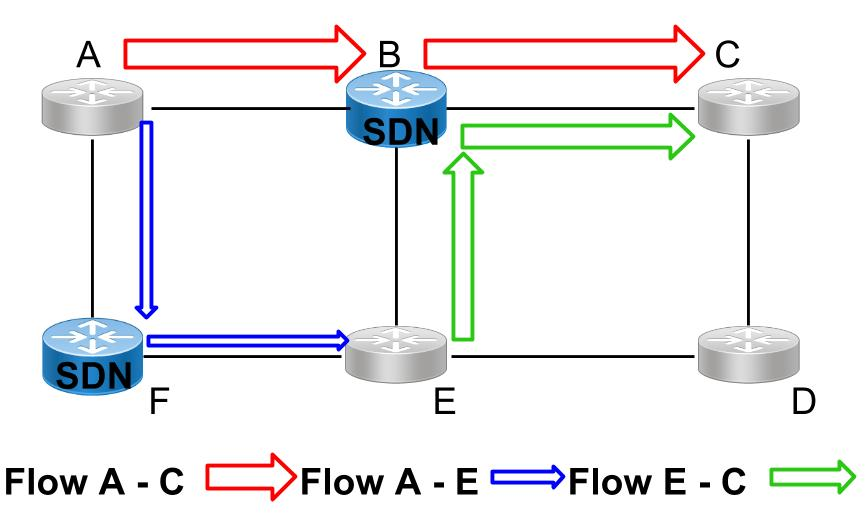 A B C
SDN
SDN
F E D
Flow A - C Flow A - E Flow E - C